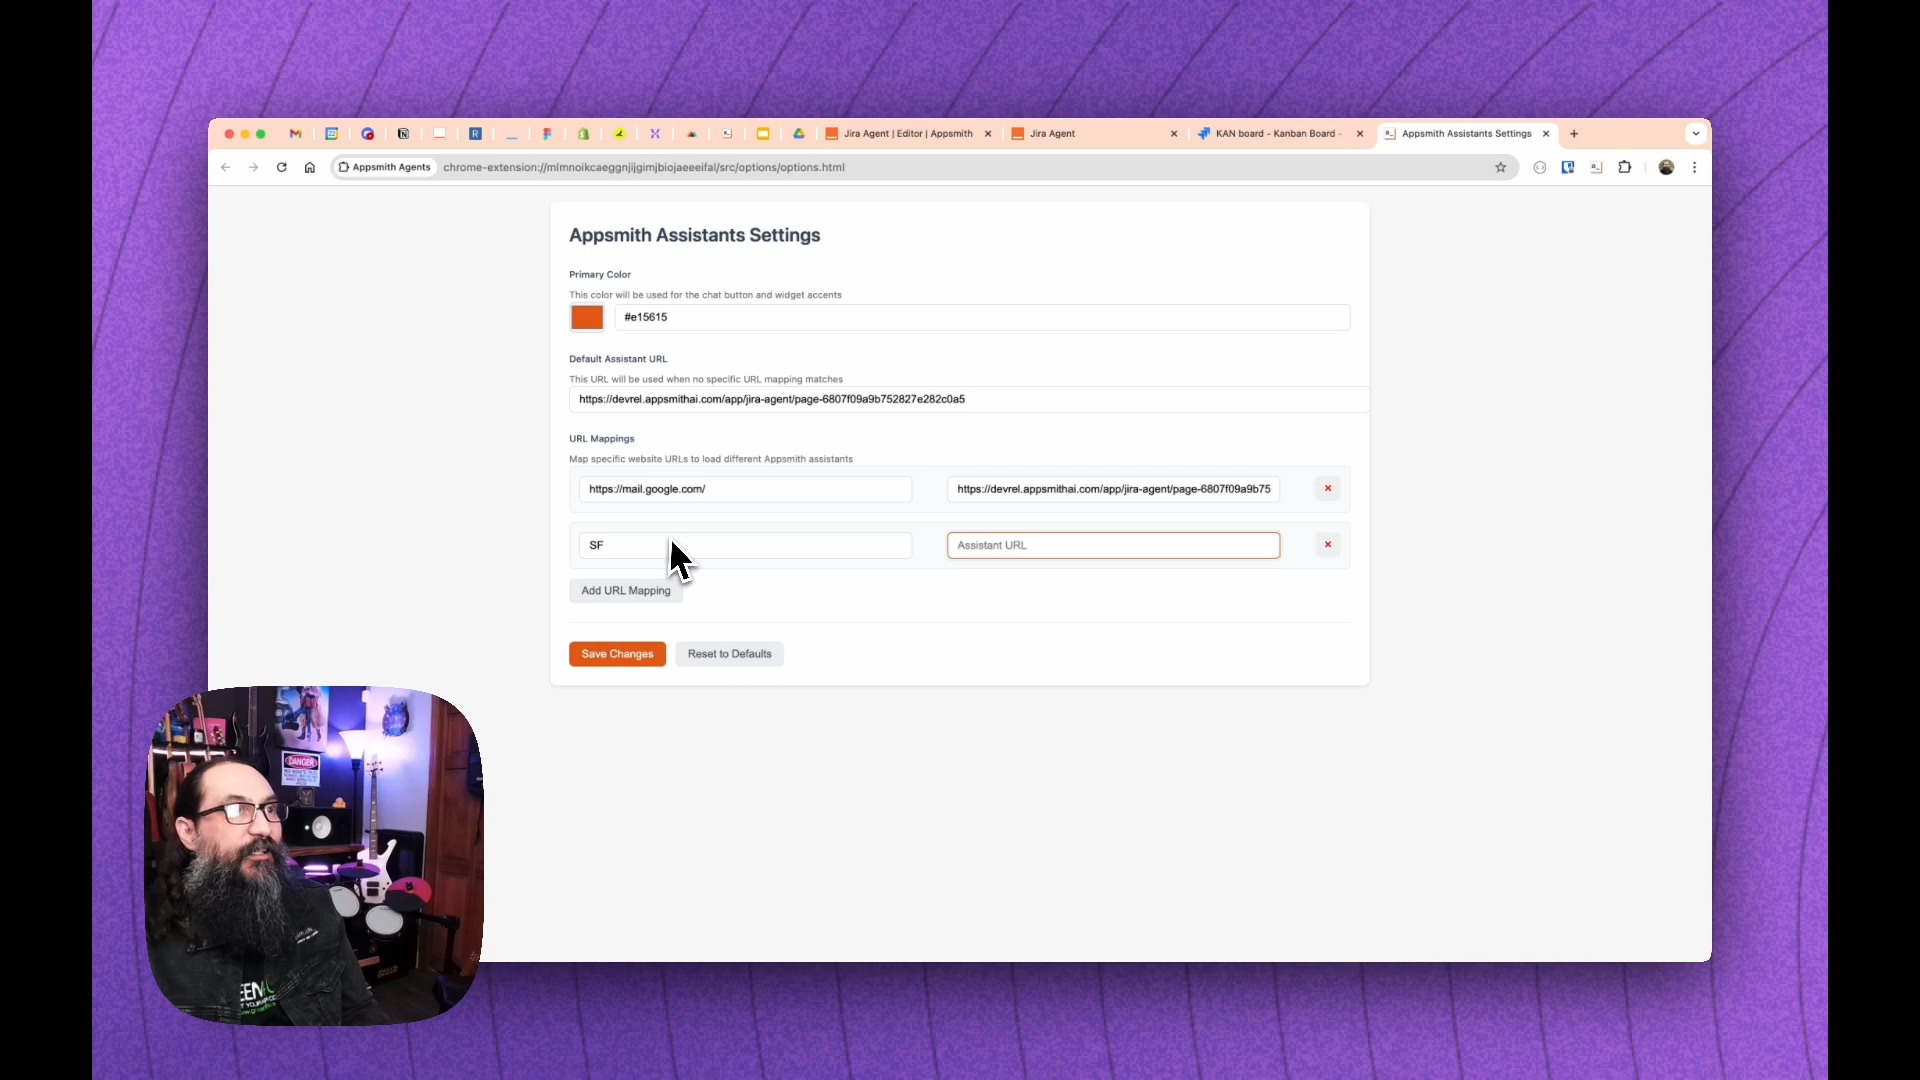 Jira Agent | Editor | Appsmith
Jira Agent
KAN board - Kanban Board -
Appsmith Assistants Settings
Appsmith Agents
chrome-extension://mlmnoikcaeggnjijgimjbiojaeeeifal/src/options/options.html
Appsmith Assistants Settings
Primary Color
This color will be used for the chat button and widget accents
#e15615
Default Assistant URL
This URL will be used when no specific URL mapping matches
https://devrel.appsmithai.com/app/jira-agent/page-6807f09a9b752827e282c0a5
URL Mappings
Map specific website URLs to load different Appsmith assistants
https://mail.google.com/
https://devrel.appsmithai.com/app/jira-agent/page-6807f09a9b75
SF
Assistant URL
Add URL Mapping
Save Changes
Reset to Defaults
DANGER